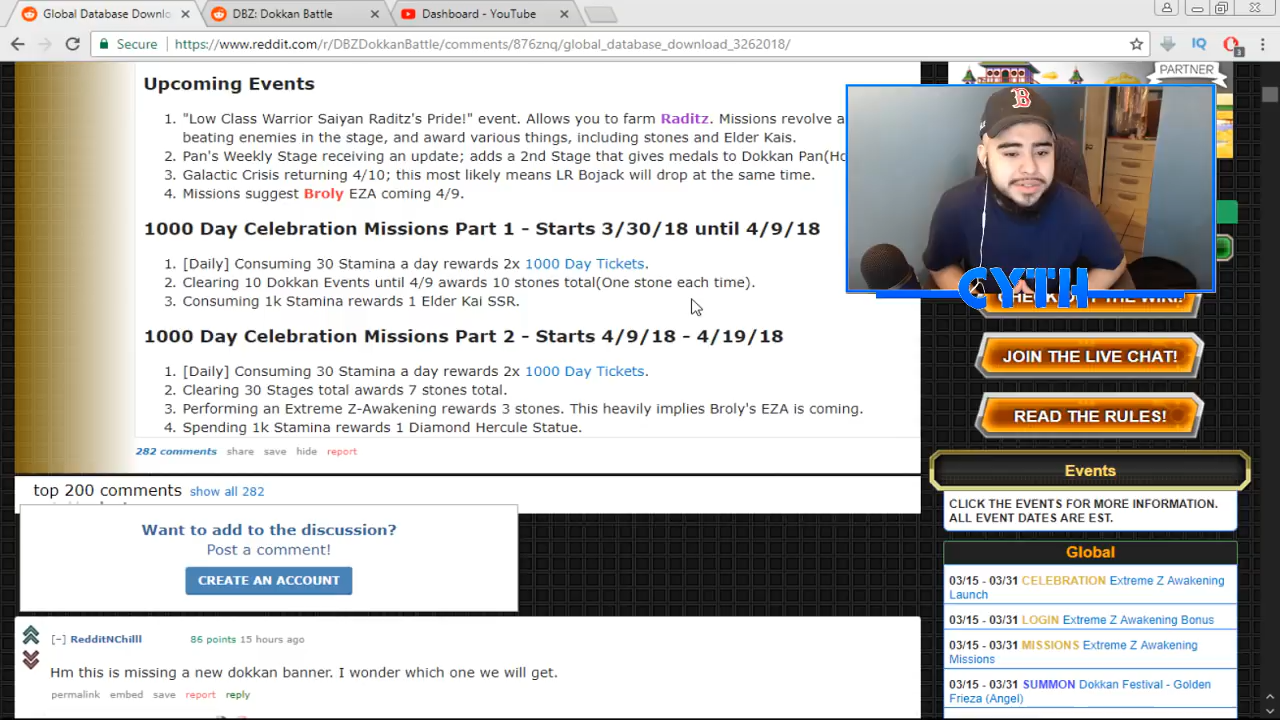 Global Database Downlo
DBZ: Dokkan Battle
Dashboard - YouTube
Secure
https://www.reddit.com/r/DBZDokkanBattle/comments/876znq/global_database_download_3262018/
IQ
3
PARTNER
Upcoming Events
1. "Low Class Warrior Saiyan Raditz's Pride!" event. Allows you to farm Raditz. Missions revolve a
beating enemies in the stage, and award various things, including stones and Elder Kais.
2. Pan's Weekly Stage receiving an update; adds a 2nd Stage that gives medals to Dokkan Pan(Ho
3. Galactic Crisis returning 4/10; this most likely means LR Bojack will drop at the same time.
4. Missions suggest Broly EZA coming 4/9.
1000 Day Celebration Missions Part 1 - Starts 3/30/18 until 4/9/18
1. [Daily] Consuming 30 Stamina a day rewards 2x 1000 Day Tickets.
2. Clearing 10 Dokkan Events until 4/9 awards 10 stones total(One stone each time).
3. Consuming 1k Stamina rewards 1 Elder Kai SSR.
1000 Day Celebration Missions Part 2 - Starts 4/9/18 - 4/19/18
1. [Daily] Consuming 30 Stamina a day rewards 2x 1000 Day Tickets.
2. Clearing 30 Stages total awards 7 stones total.
3. Performing an Extreme Z-Awakening rewards 3 stones. This heavily implies Broly's EZA is coming.
4. Spending 1k Stamina rewards 1 Diamond Hercule Statue.
282 comments share save hide report
top 200 comments show all 282
Want to add to the discussion?
Post a comment!
CREATE AN ACCOUNT
[–] RedditNChilll 86 points 15 hours ago
Hm this is missing a new dokkan banner. I wonder which one we will get.
permalink embed save report reply
B
CYTH
CHECK OUT THE WIKI!
JOIN THE LIVE CHAT!
READ THE RULES!
Events
CLICK THE EVENTS FOR MORE INFORMATION.
ALL EVENT DATES ARE EST.
Global
03/15 - 03/31 CELEBRATION Extreme Z Awakening
Launch
03/15 - 03/31 LOGIN Extreme Z Awakening Bonus
03/15 - 03/31 MISSIONS Extreme Z Awakening
Missions
03/15 - 03/31 SUMMON Dokkan Festival - Golden
Frieza (Angel)